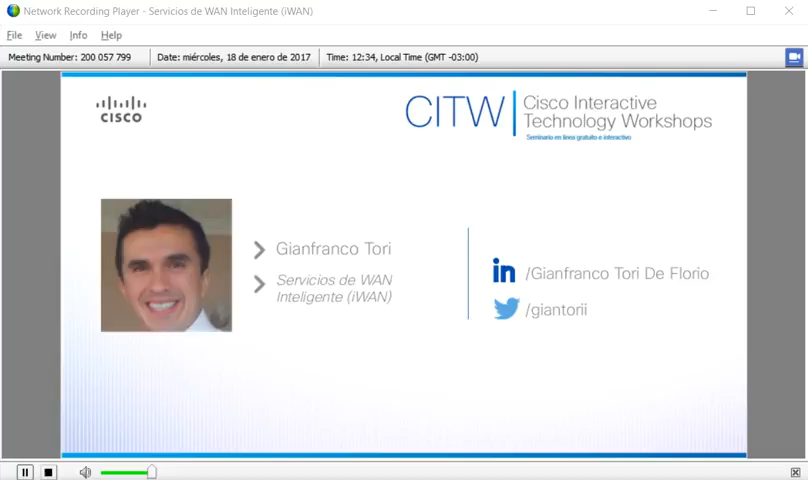 Network Recording Player - Servicios de WAN Inteligente (iWAN)
File View Info Help
Meeting Number: 200 057 799 Date: miércoles, 18 de enero de 2017 Time: 12:34, Local Time (GMT -03:00)
CISCO
CITW
Cisco Interactive
Technology Workshops
Seminario en línea gratuito e interactivo
Gianfranco Tori
Servicios de WAN
Inteligente (iWAN)
in /Gianfranco Tori De Florio
/giantorii